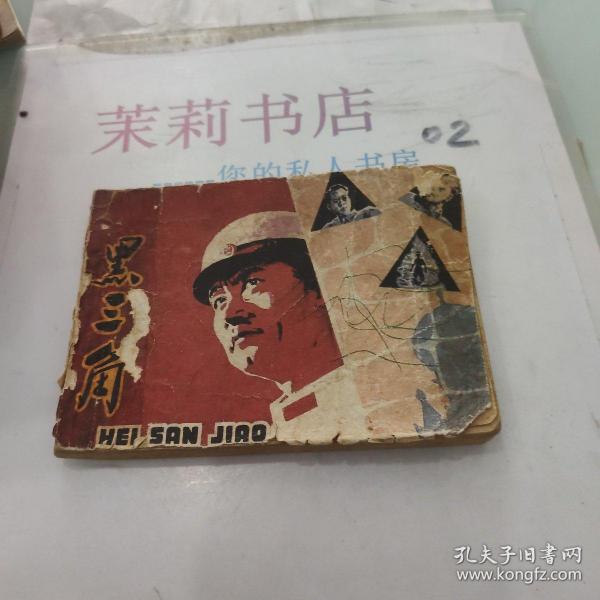 茉莉书店
02
您的私人书房
黑三角
HEI SAN JIAO
孔夫子旧书网
www.kongfz.com